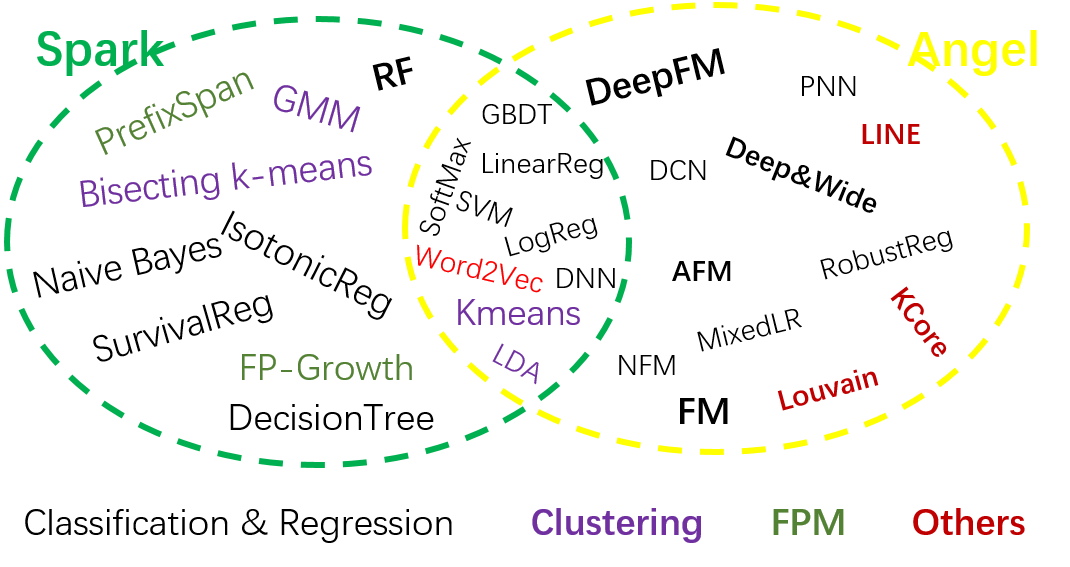 Spark
Angel
RF
DeepFM
PNN
PrefixSpan
GMM
GBDT
LINE
LinearReg
DCN
Deep&Wide
Bisecting k-means
SoftMax
SVM
LogReg
Naive Bayes
IsotonicReg
Word2Vec
DNN
AFM
RobustReg
SurvivalReg
Kmeans
MixedLR
KCore
FP-Growth
LDA
NFM
Louvain
DecisionTree
FM
Classification & Regression
Clustering
FPM
Others